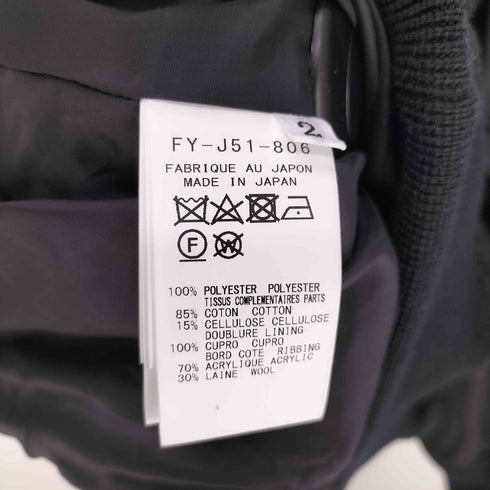 2
FY-J51-806
FABRIQUE AU JAPON
MADE IN JAPAN
F W
100% POLYESTER POLYESTER
TISSUS COMPLEMENTAIRES PARTS
85% COTON COTTON
15% CELLULOSE CELLULOSE
DOUBLURE LINING
100% CUPRO CUPRO
BORD COTE RIBBING
70% ACRYLIQUE ACRYLIC
30% LAINE WOOL